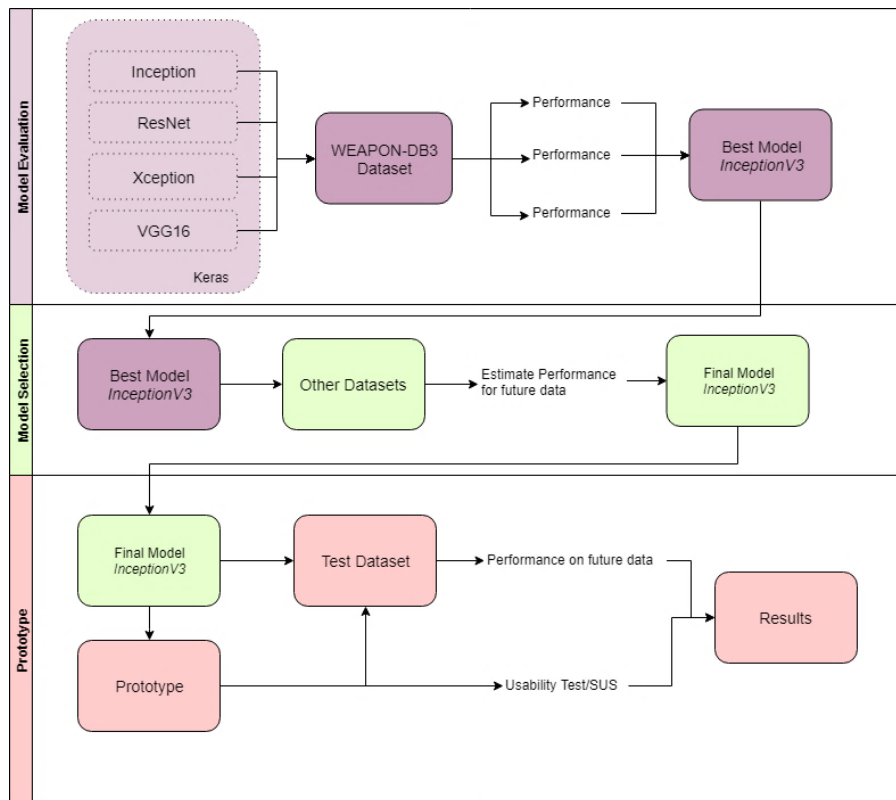 Model Evaluation
Inception
ResNet
Xception
VGG16
Keras
WEAPON-DB3
Dataset
Performance
Performance
Performance
Best Model
InceptionV3
Model Selection
Best Model
InceptionV3
Other Datasets
Estimate Performance
for future data
Final Model
InceptionV3
Prototype
Final Model
InceptionV3
Test Dataset
Performance on future data
Results
Prototype
Usability Test/SUS